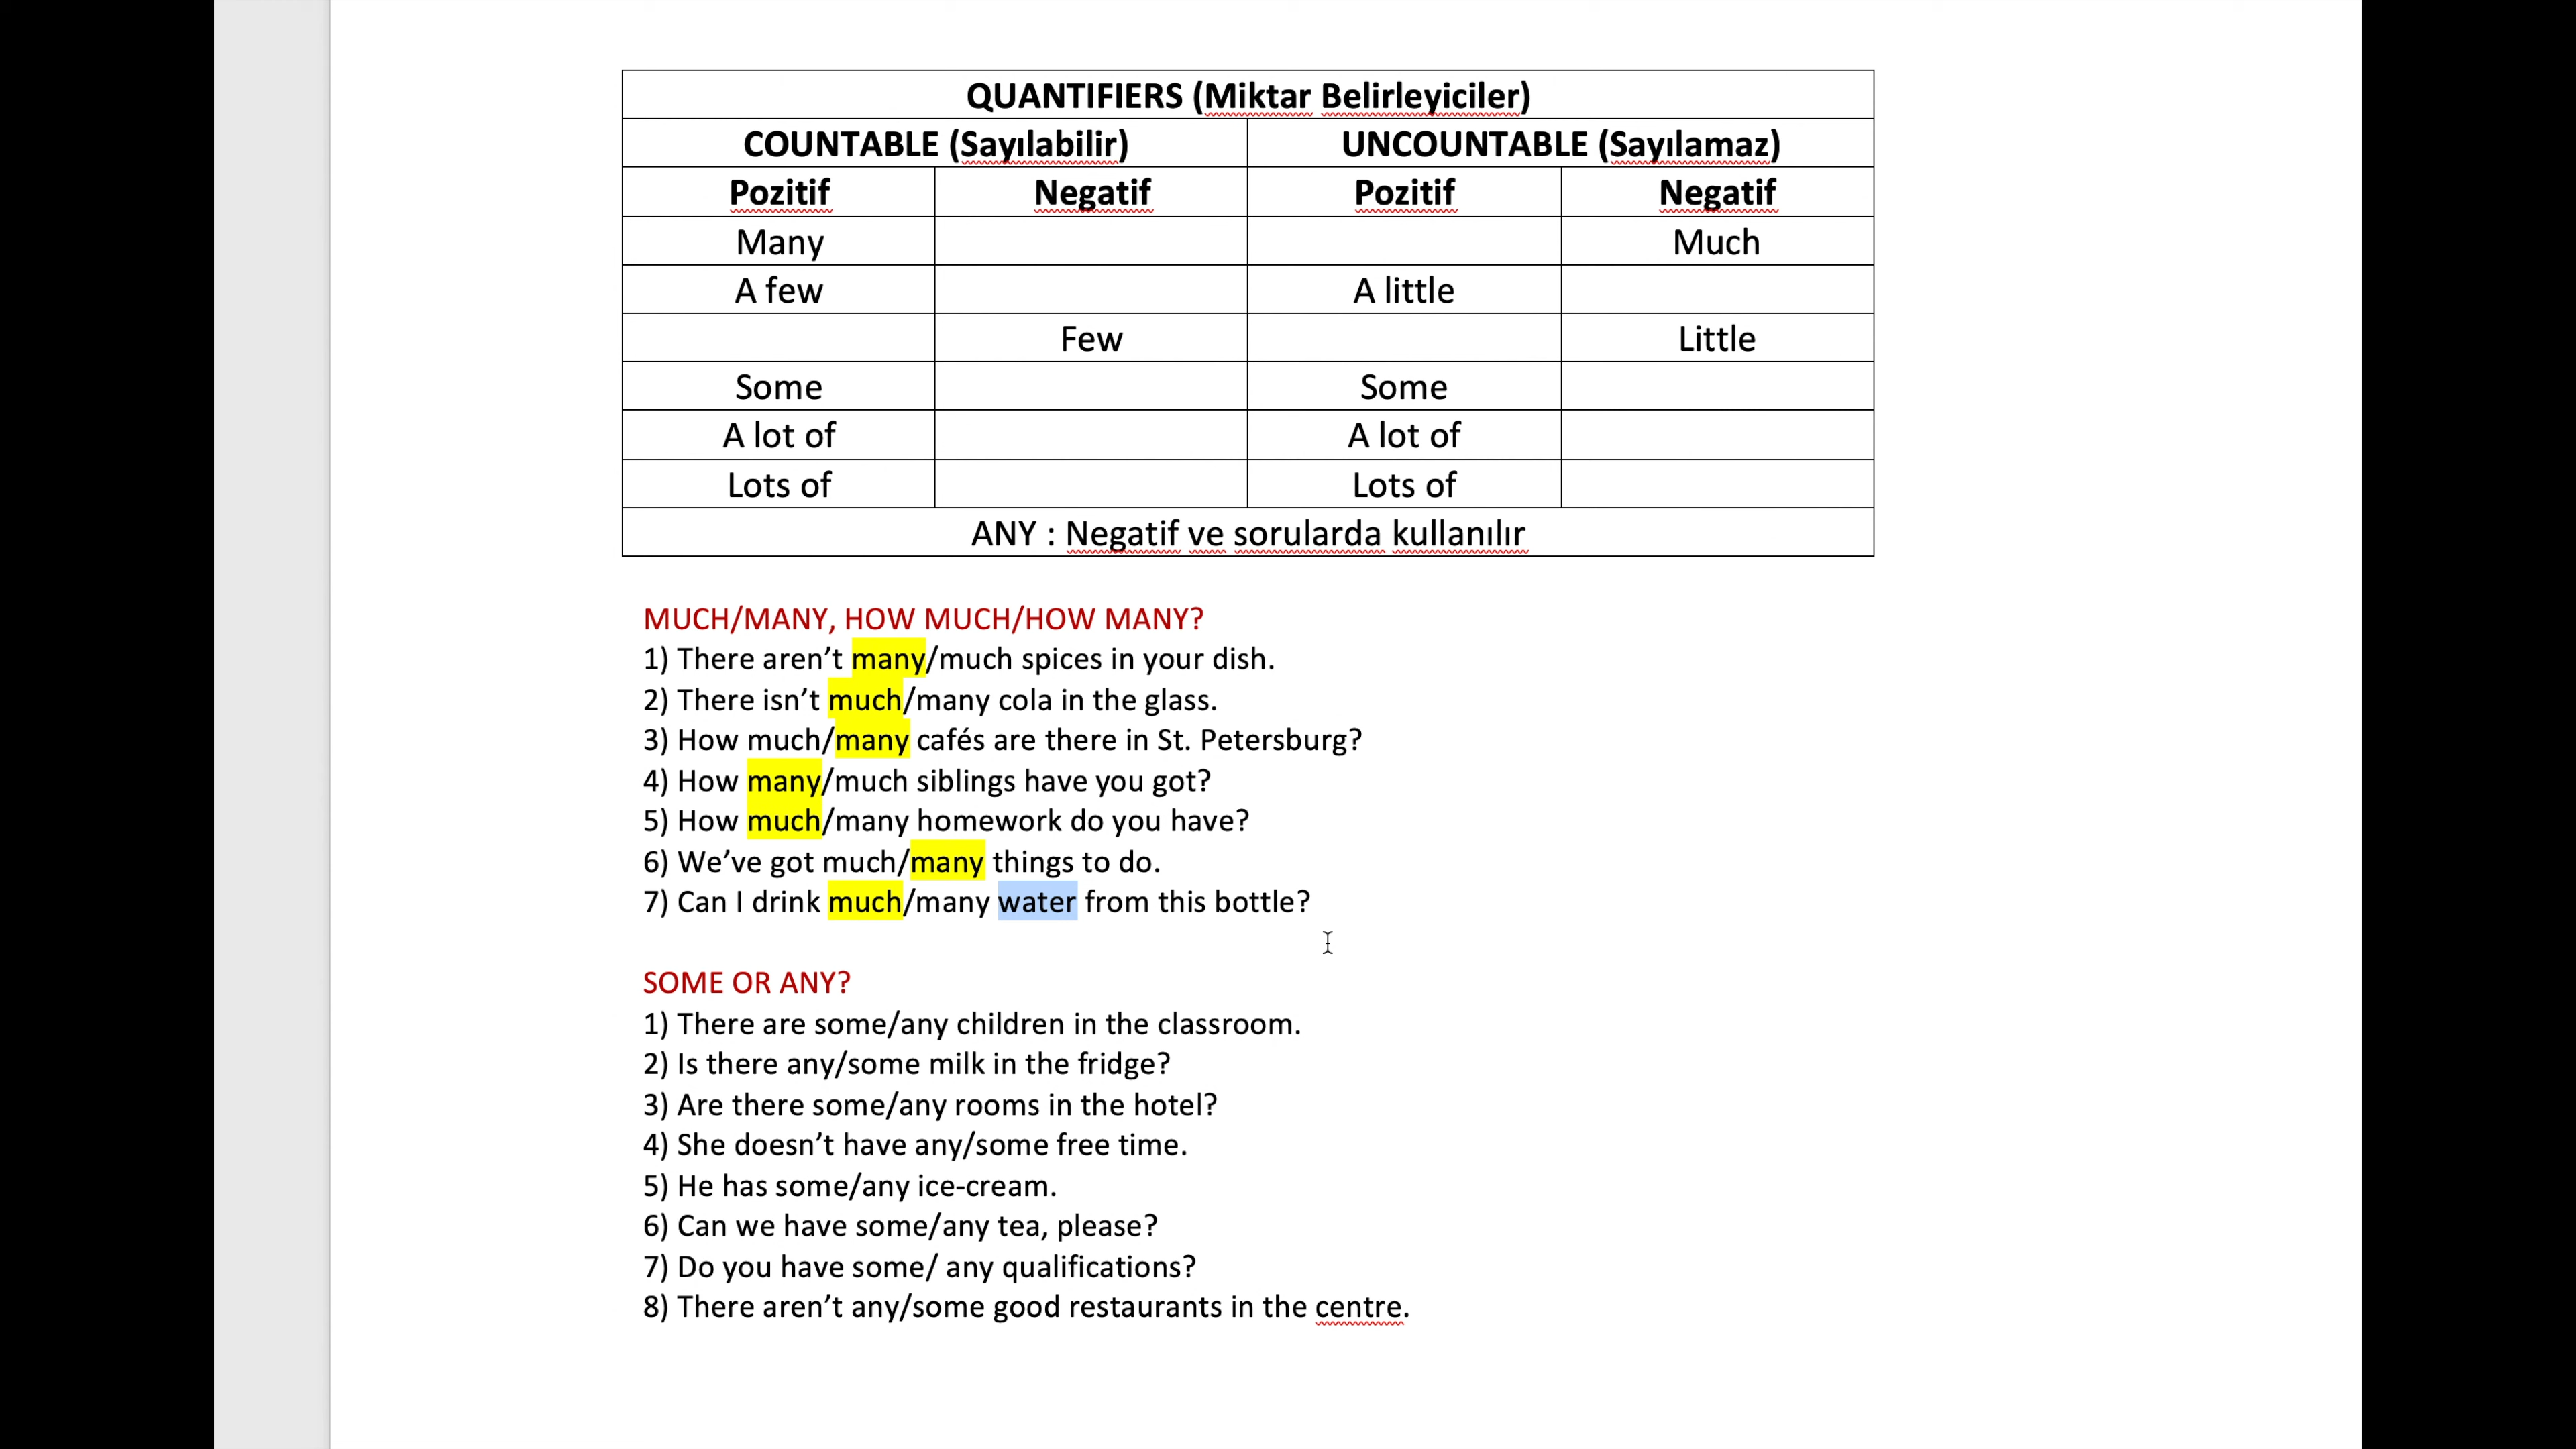 QUANTIFIERS (Miktar Belirleyiciler)
COUNTABLE (Sayılabilir) UNCOUNTABLE (Sayılamaz)
Pozitif Negatif Pozitif Negatif
Many Much
A few A little
Few Little
Some Some
A lot of A lot of
Lots of Lots of
ANY : Negatif ve sorularda kullanılır
MUCH/MANY, HOW MUCH/HOW MANY?
1) There aren’t many/much spices in your dish.
2) There isn’t much/many cola in the glass.
3) How much/many cafés are there in St. Petersburg?
4) How many/much siblings have you got?
5) How much/many homework do you have?
6) We’ve got much/many things to do.
7) Can I drink much/many water from this bottle?
SOME OR ANY?
1) There are some/any children in the classroom.
2) Is there any/some milk in the fridge?
3) Are there some/any rooms in the hotel?
4) She doesn’t have any/some free time.
5) He has some/any ice-cream.
6) Can we have some/any tea, please?
7) Do you have some/ any qualifications?
8) There aren’t any/some good restaurants in the centre.